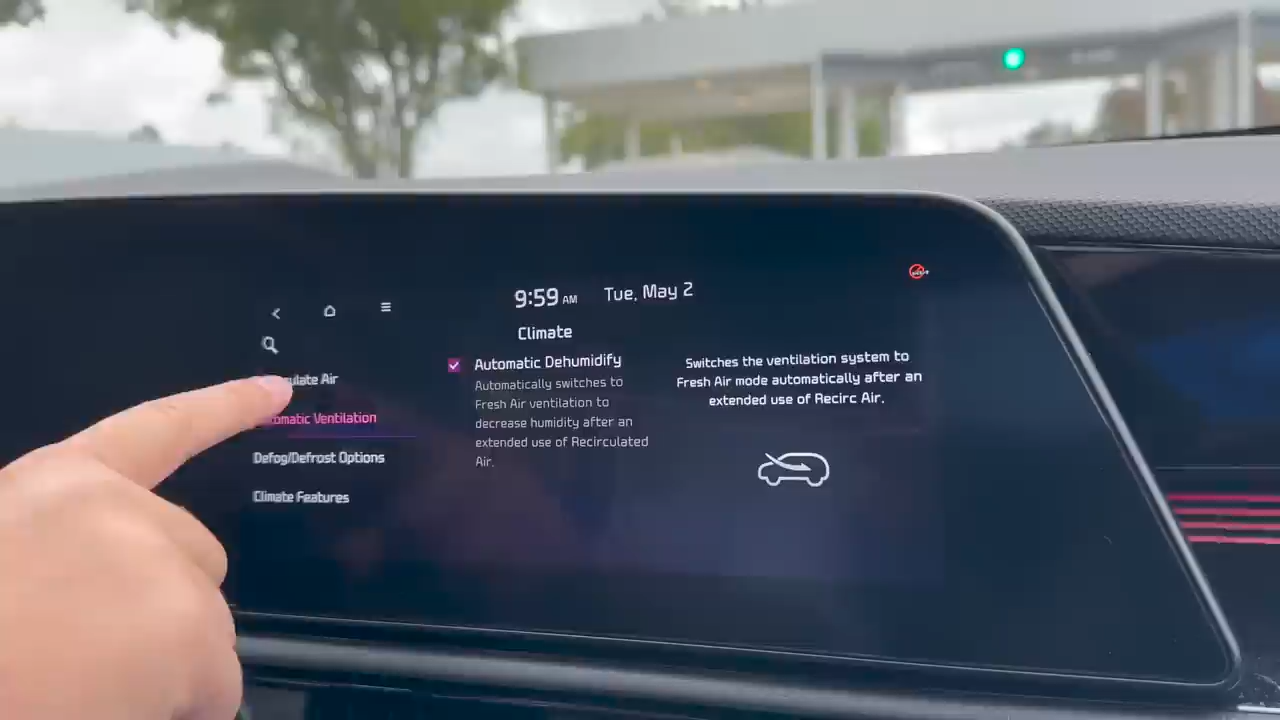 9:59 AM Tue, May 2
Climate
ulate Air
omatic Ventilation
Defog/Defrost Options
Climate Features
Automatic Dehumidify
Automatically switches to
Fresh Air ventilation to
decrease humidity after an
extended use of Recirculated
Air.
Switches the ventilation system to
Fresh Air mode automatically after an
extended use of Recirc Air.